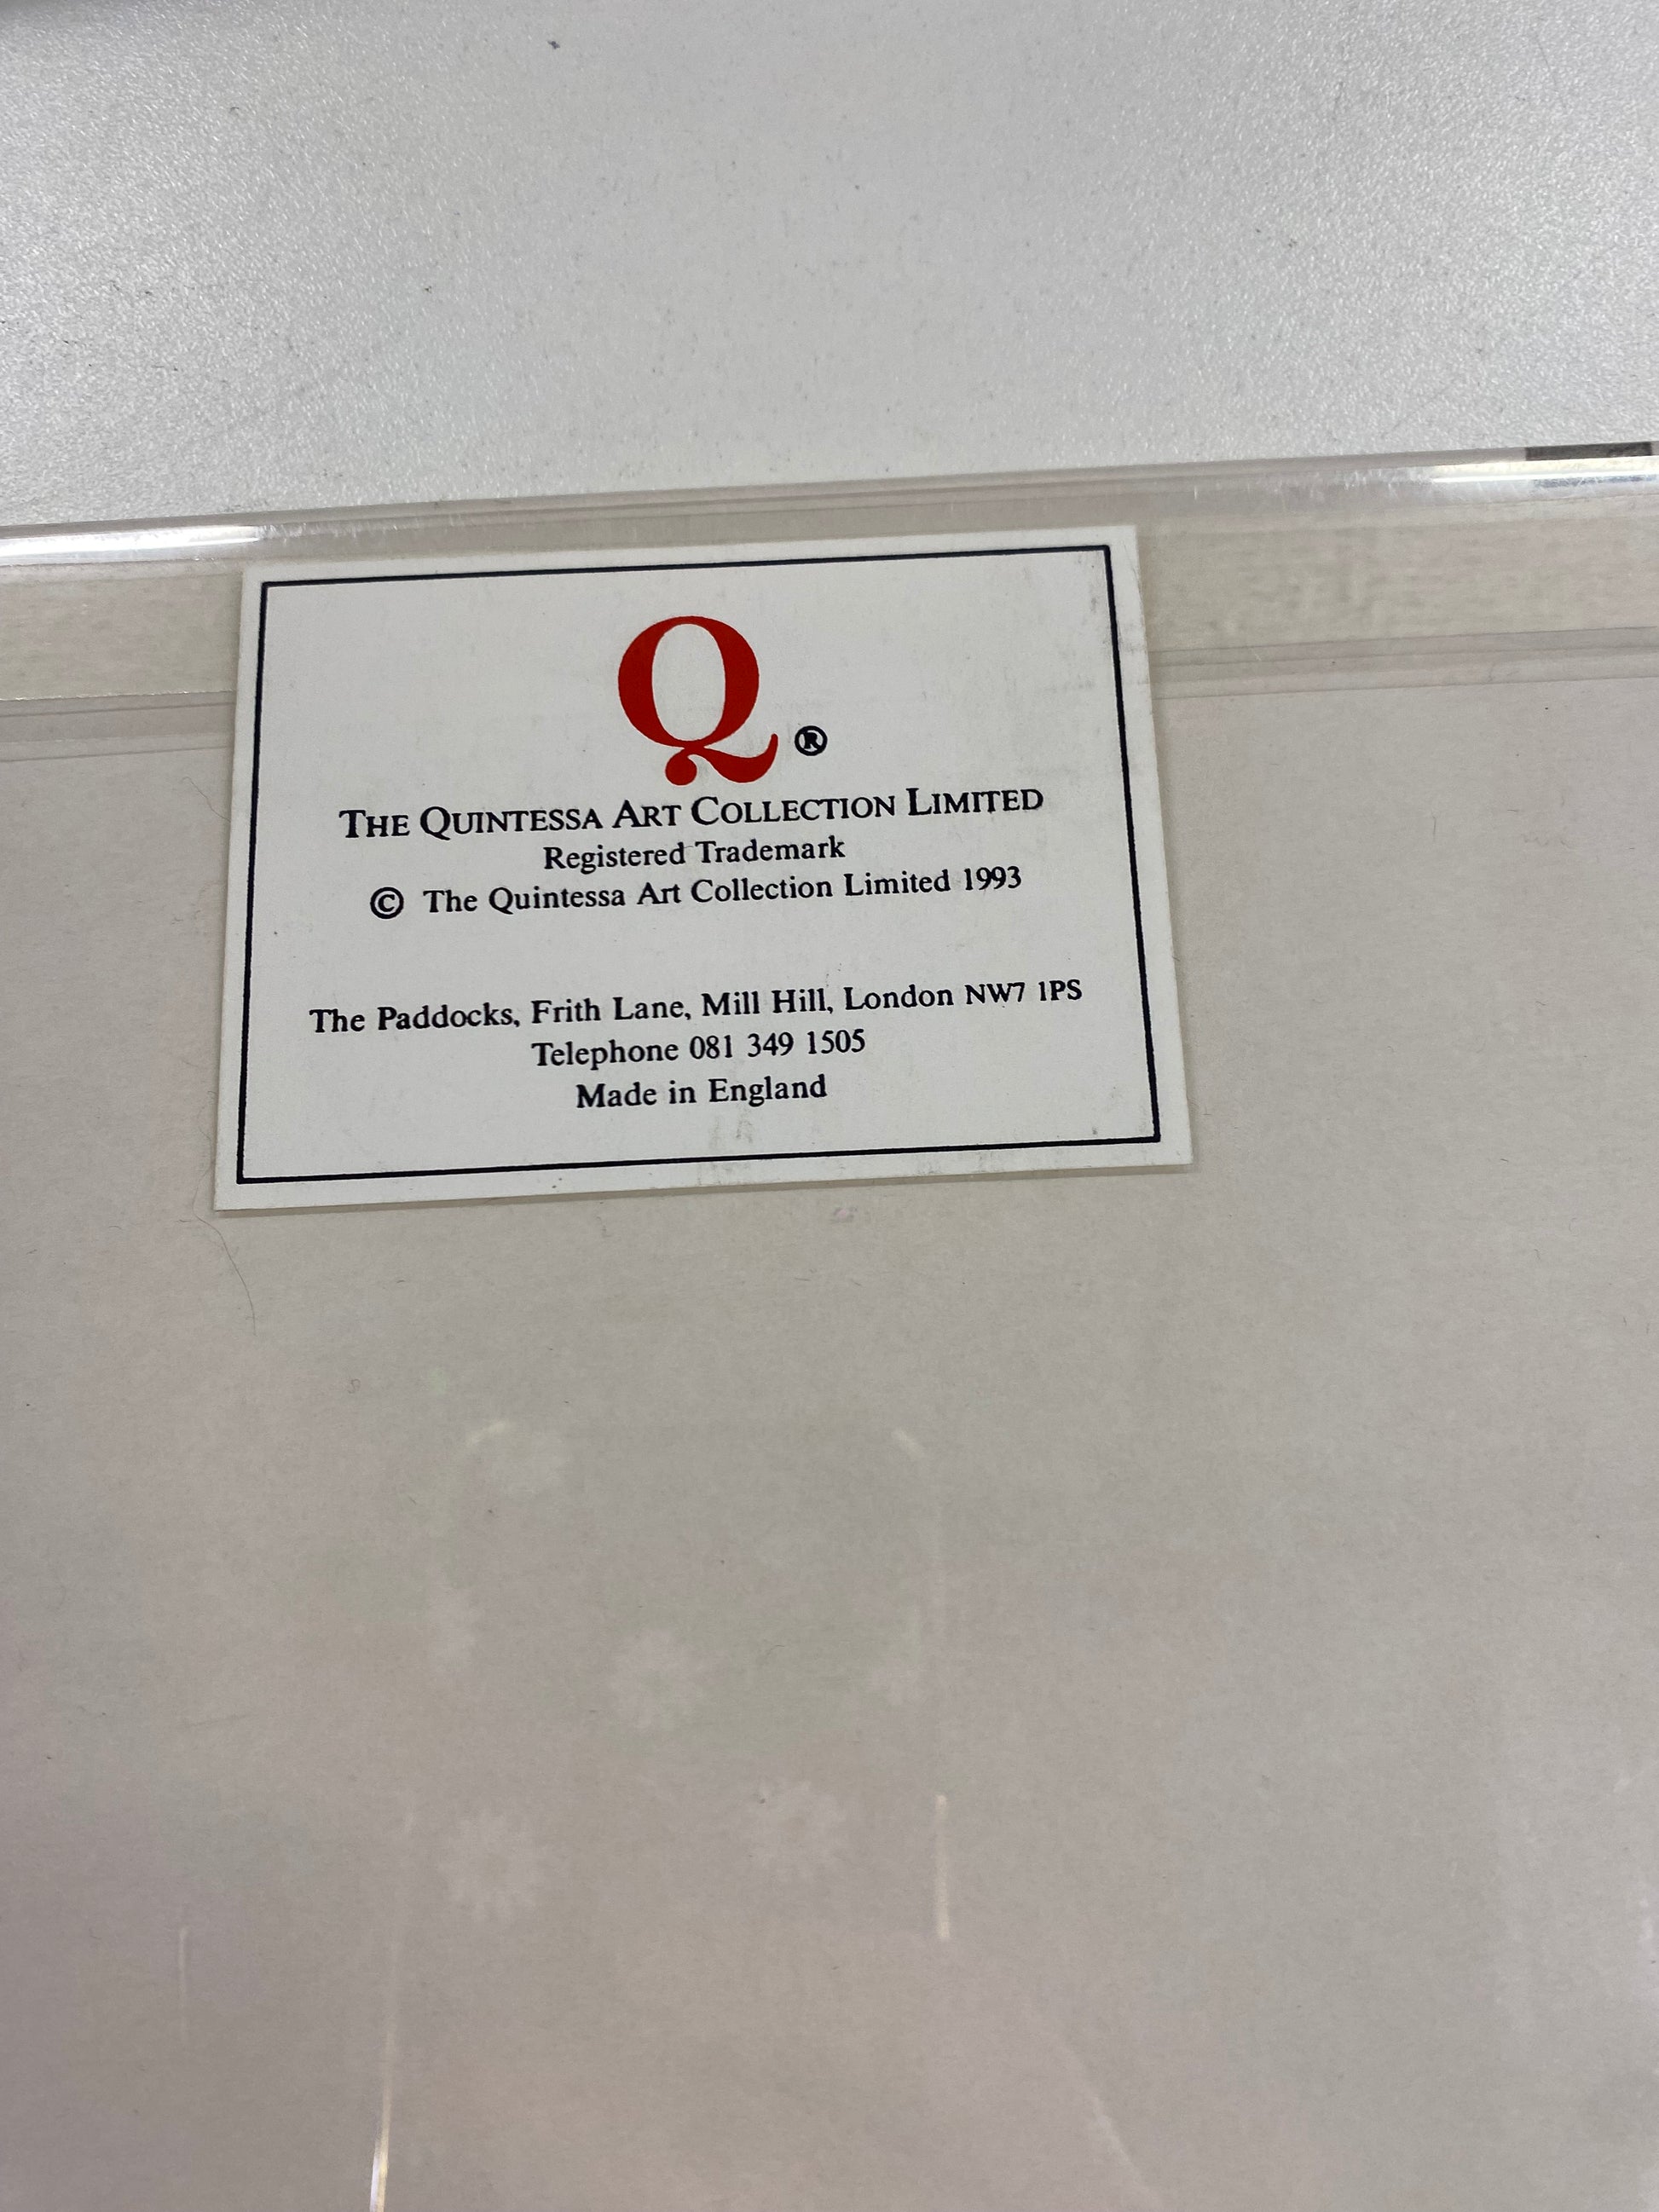 Q®
THE QUINTESSA ART COLLECTION LIMITED
Registered Trademark
© The Quintessa Art Collection Limited 1993
The Paddocks, Frith Lane, Mill Hill, London NW7 1PS
Telephone 081 349 1505
Made in England